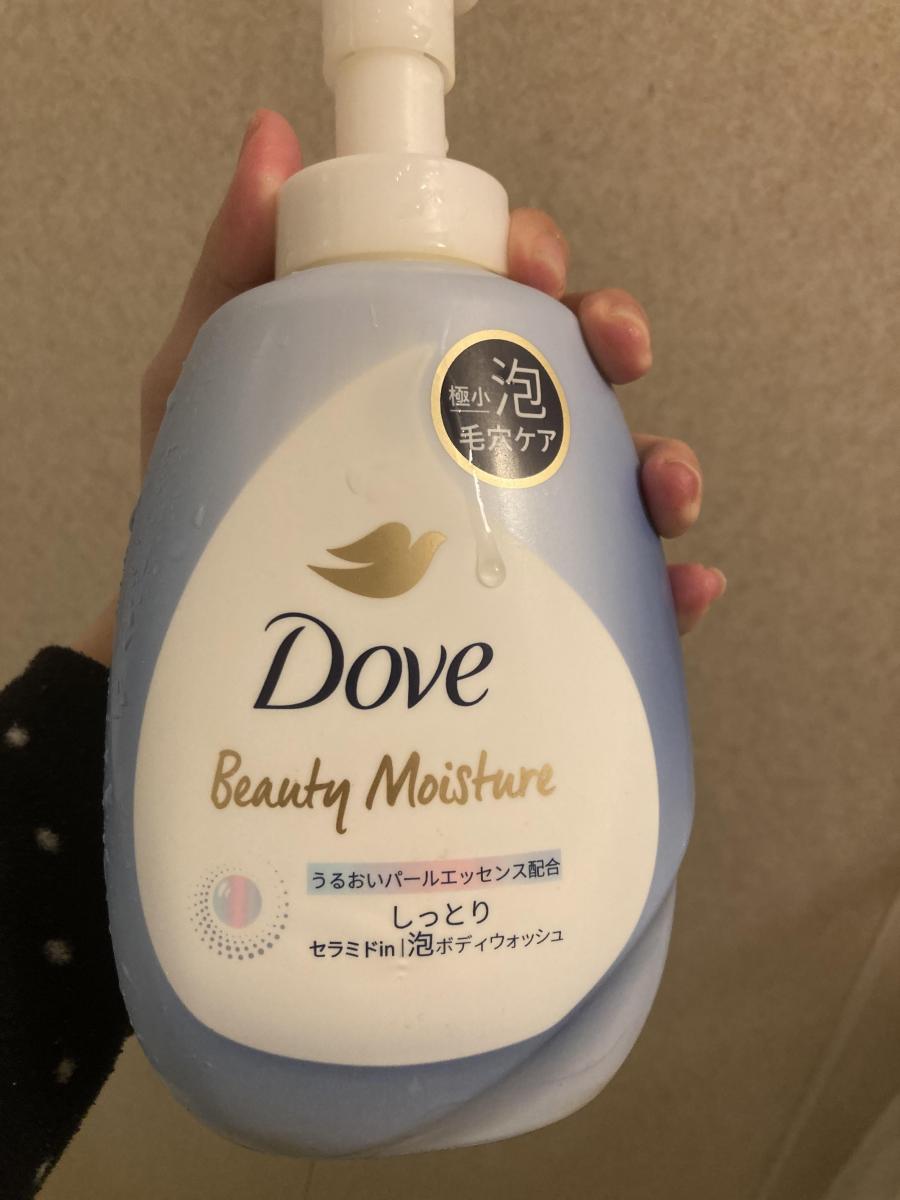 極小泡
毛穴ケア
Dove
Beauty Moisture
うるおいパールエッセンス配合
しっとり
セラミドin|泡ボディウォッシュ